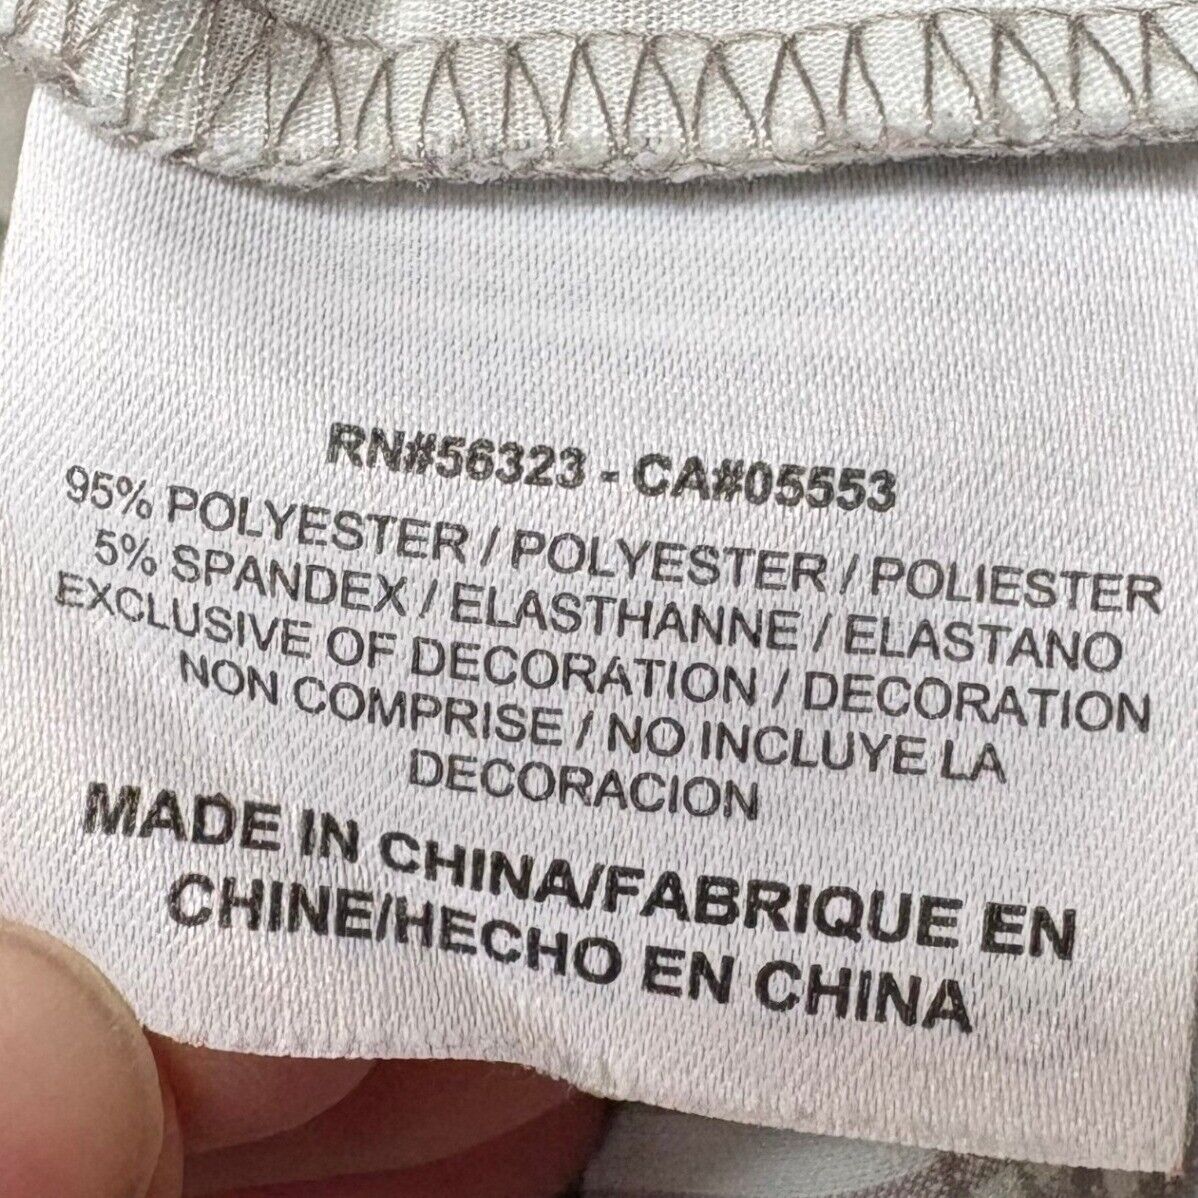 RN#56323 - CA#05553
95% POLYESTER / POLYESTER / POLIESTER
5% SPANDEX / ELASTHANNE / ELASTANO
EXCLUSIVE OF DECORATION / DECORATION
NON COMPRISE / NO INCLUYE LA
DECORACION
MADE IN CHINA/FABRIQUE EN
CHINE/HECHO EN CHINA